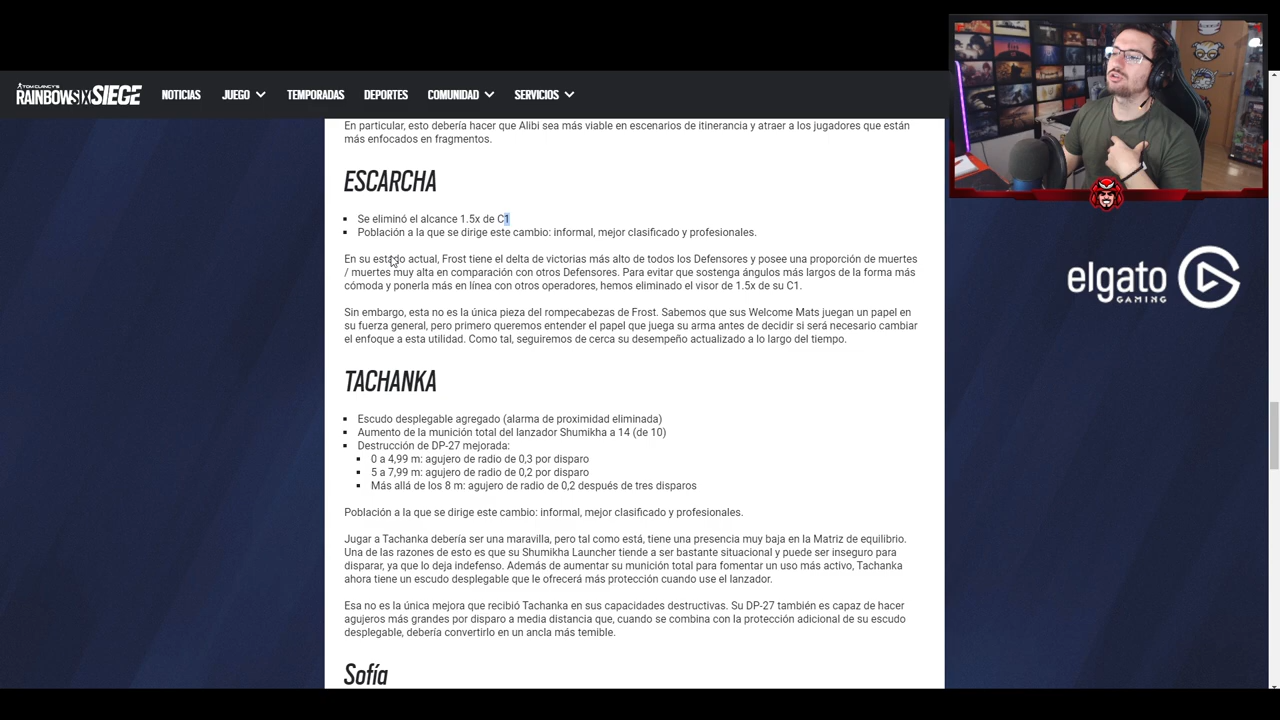 TOM CLANCY'S
RAINBOWSIX SIEGE
NOTICIAS
JUEGO
TEMPORADAS
DEPORTES
COMUNIDAD
SERVICIOS
En particular, esto debería hacer que Alibi sea más viable en escenarios de itinerancia y atraer a los jugadores que están
más enfocados en fragmentos.
ESCARCHA
Se eliminó el alcance 1.5x de C1
Población a la que se dirige este cambio: informal, mejor clasificado y profesionales.
En su estado actual, Frost tiene el delta de victorias más alto de todos los Defensores y posee una proporción de muertes
/ muertes muy alta en comparación con otros Defensores. Para evitar que sostenga ángulos más largos de la forma más
cómoda y ponerla más en línea con otros operadores, hemos eliminado el visor de 1.5x de su C1.
Sin embargo, esta no es la única pieza del rompecabezas de Frost. Sabemos que sus Welcome Mats juegan un papel en
su fuerza general, pero primero queremos entender el papel que juega su arma antes de decidir si será necesario cambiar
el enfoque a esta utilidad. Como tal, seguiremos de cerca su desempeño actualizado a lo largo del tiempo.
TACHANKA
Escudo desplegable agregado (alarma de proximidad eliminada)
Aumento de la munición total del lanzador Shumikha a 14 (de 10)
Destrucción de DP-27 mejorada:
0 a 4,99 m: agujero de radio de 0,3 por disparo
5 a 7,99 m: agujero de radio de 0,2 por disparo
Más allá de los 8 m: agujero de radio de 0,2 después de tres disparos
Población a la que se dirige este cambio: informal, mejor clasificado y profesionales.
Jugar a Tachanka debería ser una maravilla, pero tal como está, tiene una presencia muy baja en la Matriz de equilibrio.
Una de las razones de esto es que su Shumikha Launcher tiende a ser bastante situacional y puede ser inseguro para
disparar, ya que lo deja indefenso. Además de aumentar su munición total para fomentar un uso más activo, Tachanka
ahora tiene un escudo desplegable que le ofrecerá más protección cuando use el lanzador.
Esa no es la única mejora que recibió Tachanka en sus capacidades destructivas. Su DP-27 también es capaz de hacer
agujeros más grandes por disparo a media distancia que, cuando se combina con la protección adicional de su escudo
desplegable, debería convertirlo en un ancla más temible.
Sofía
elgato
GAMING